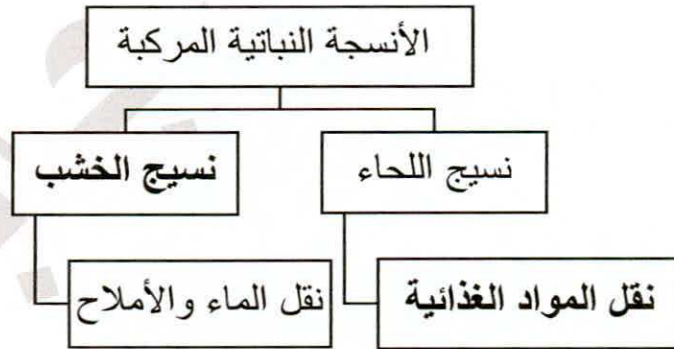 الأنسجة النباتية المركبة
نسيج اللحاء
نسيج الخشب
نقل المواد الغذائية
نقل الماء والأملاح